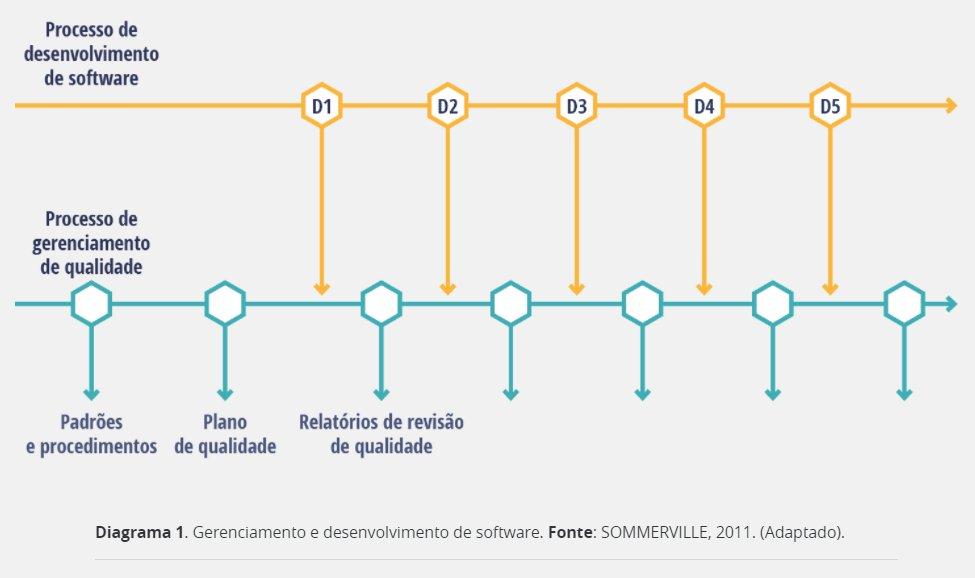 Processo de
desenvolvimento
de software
D1
D2
D3
D4
D5
Processo de
gerenciamento
de qualidade
Padrões
e procedimentos
Plano
de qualidade
Relatórios de revisão
de qualidade
Diagrama 1. Gerenciamento e desenvolvimento de software. Fonte: SOMMERVILLE, 2011. (Adaptado).